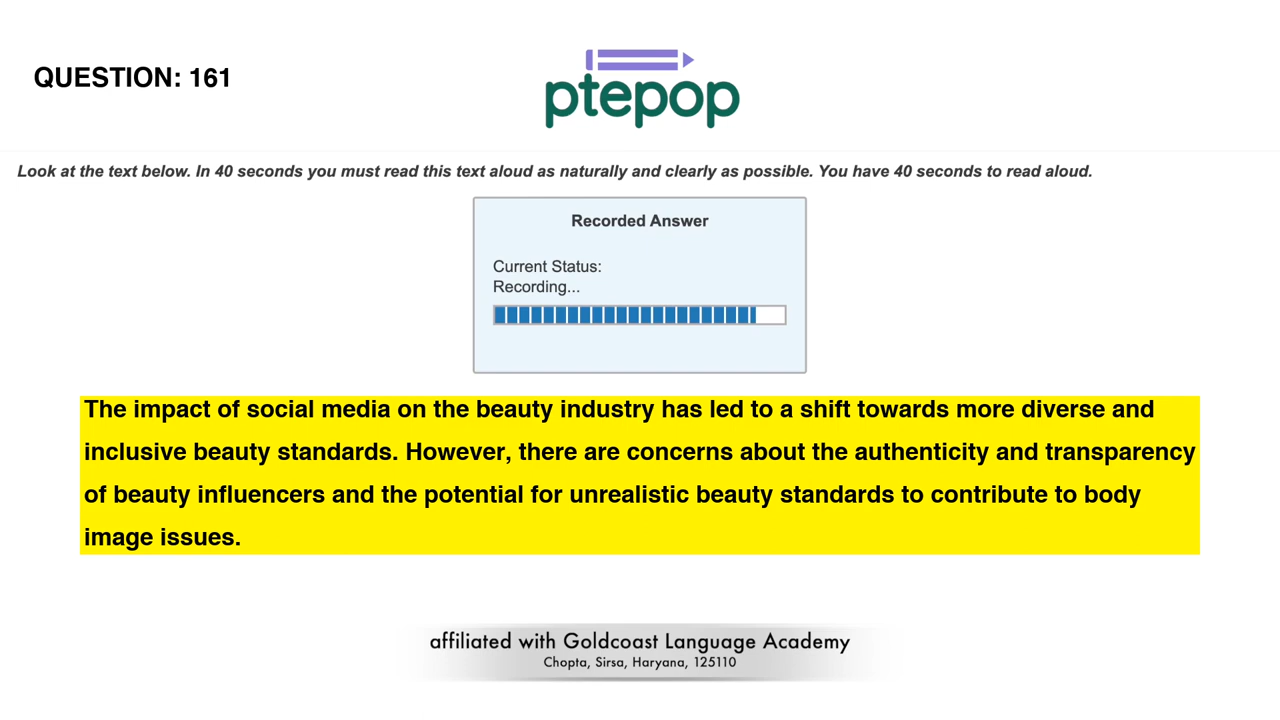 QUESTION: 161
ptepop
Look at the text below. In 40 seconds you must read this text aloud as naturally and clearly as possible. You have 40 seconds to read aloud.
Recorded Answer
Current Status:
Recording...
The impact of social media on the beauty industry has led to a shift towards more diverse and
inclusive beauty standards. However, there are concerns about the authenticity and transparency
of beauty influencers and the potential for unrealistic beauty standards to contribute to body
image issues.
affiliated with Goldcoast Language Academy
Chopta, Sirsa, Haryana, 125110